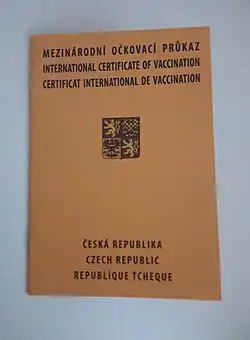 MEZINÁRODNÍ OČKOVACÍ PRŮKAZ
INTERNATIONAL CERTIFICATE OF VACCINATION
CERTIFICAT INTERNATIONAL DE VACCINATION
ČESKÁ REPUBLIKA
CZECH REPUBLIC
REPUBLIQUE TCHEQUE